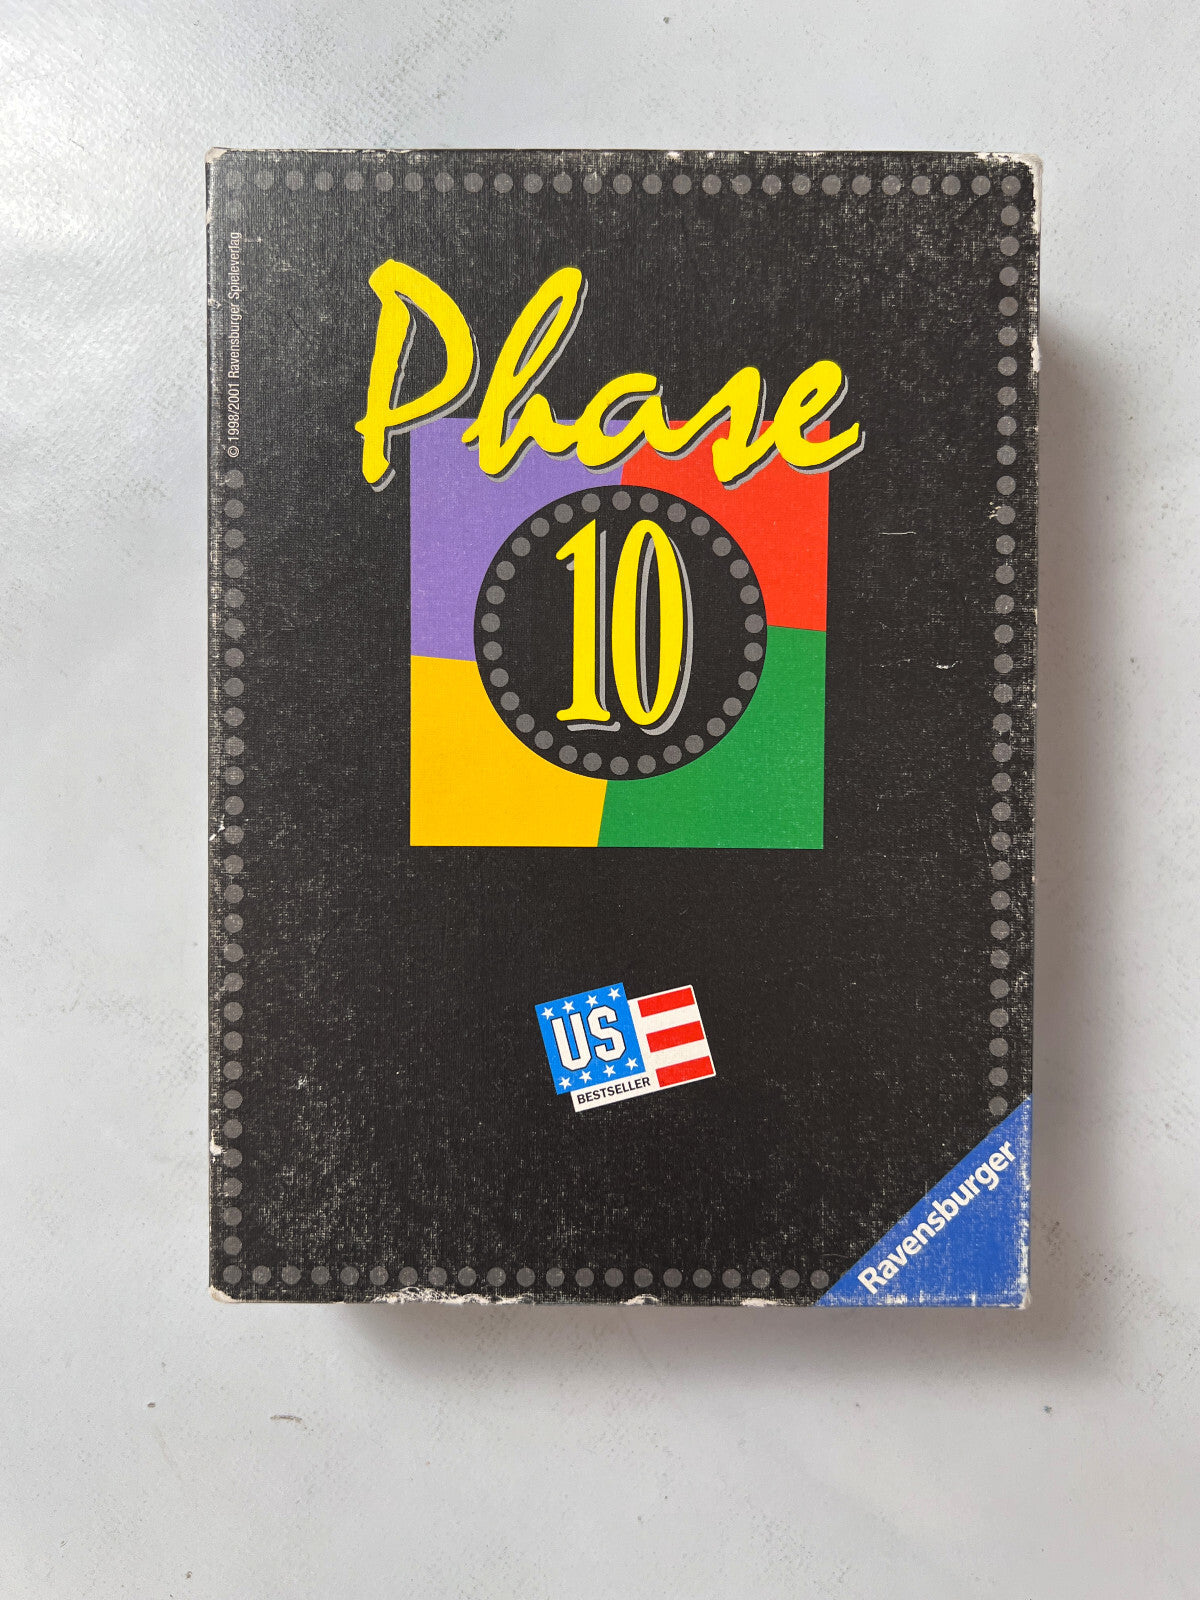 © 1998/2001 Ravensburger Spieleverlag
Phase
10
US
BESTSELLER
Ravensburger